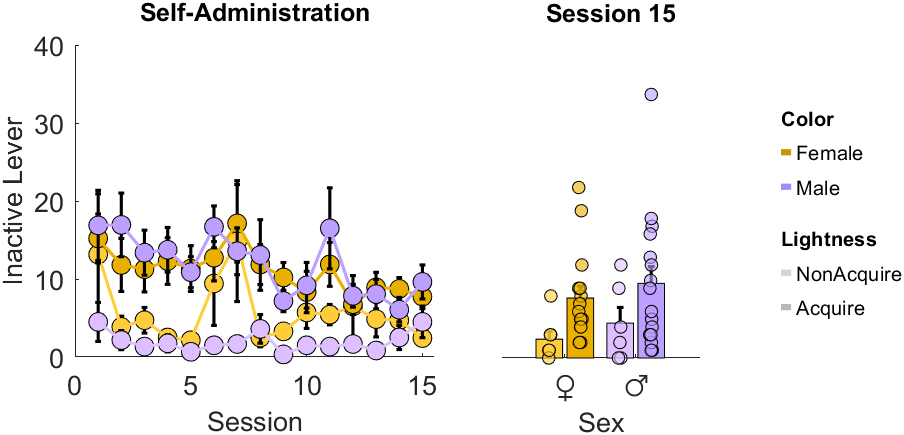 Self-Administration
Session 15
40
30
20
10
0
Inactive Lever
0 5 10 15
Session
♀ ♂
Sex
Color
Female
Male
Lightness
NonAcquire
Acquire